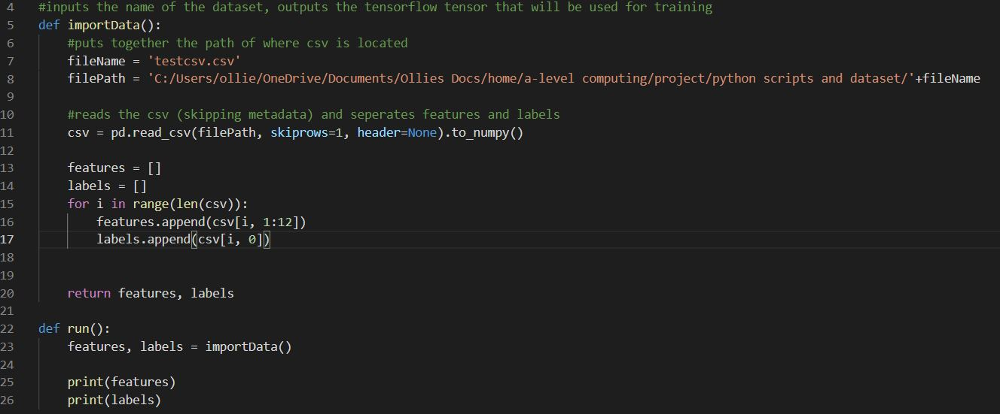 4 #inputs the name of the dataset, outputs the tensorflow tensor that will be used for training
5 def importData():
6 #puts together the path of where csv is located
7 fileName = 'testcsv.csv'
8 filePath = 'C:/Users/ollie/OneDrive/Documents/Ollies Docs/home/a-level computing/project/python scripts and dataset/'+fileName
9
10 #reads the csv (skipping metadata) and seperates features and labels
11 csv = pd.read_csv(filePath, skiprows=1, header=None).to_numpy()
12
13 features = []
14 labels = []
15 for i in range(len(csv)):
16 features.append(csv[i, 1:12])
17 labels.append(csv[i, 0])
18
19
20 return features, labels
21
22 def run():
23 features, labels = importData()
24
25 print(features)
26 print(labels)